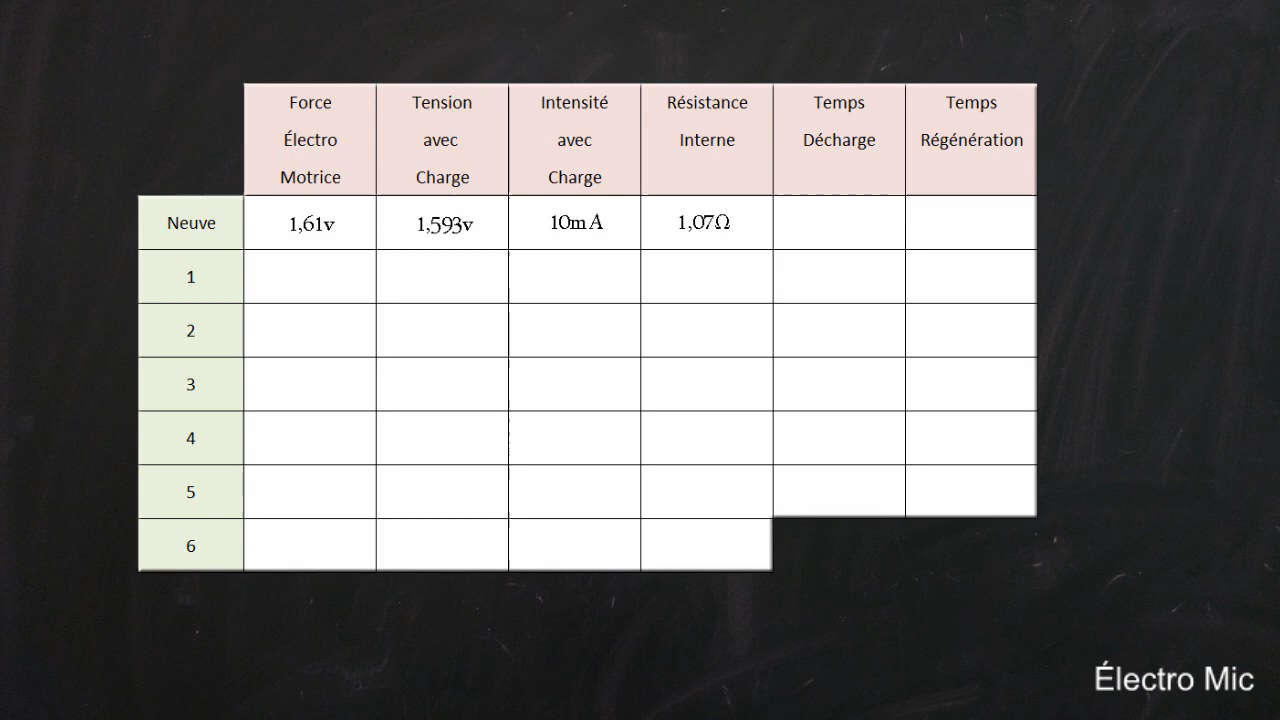 Force Électro Motrice
Tension avec Charge
Intensité avec Charge
Résistance Interne
Temps Décharge
Temps Régénération
Neuve 1,61v 1,593v 10mA 1,07Ω
1
2
3
4
5
6
Électro Mic